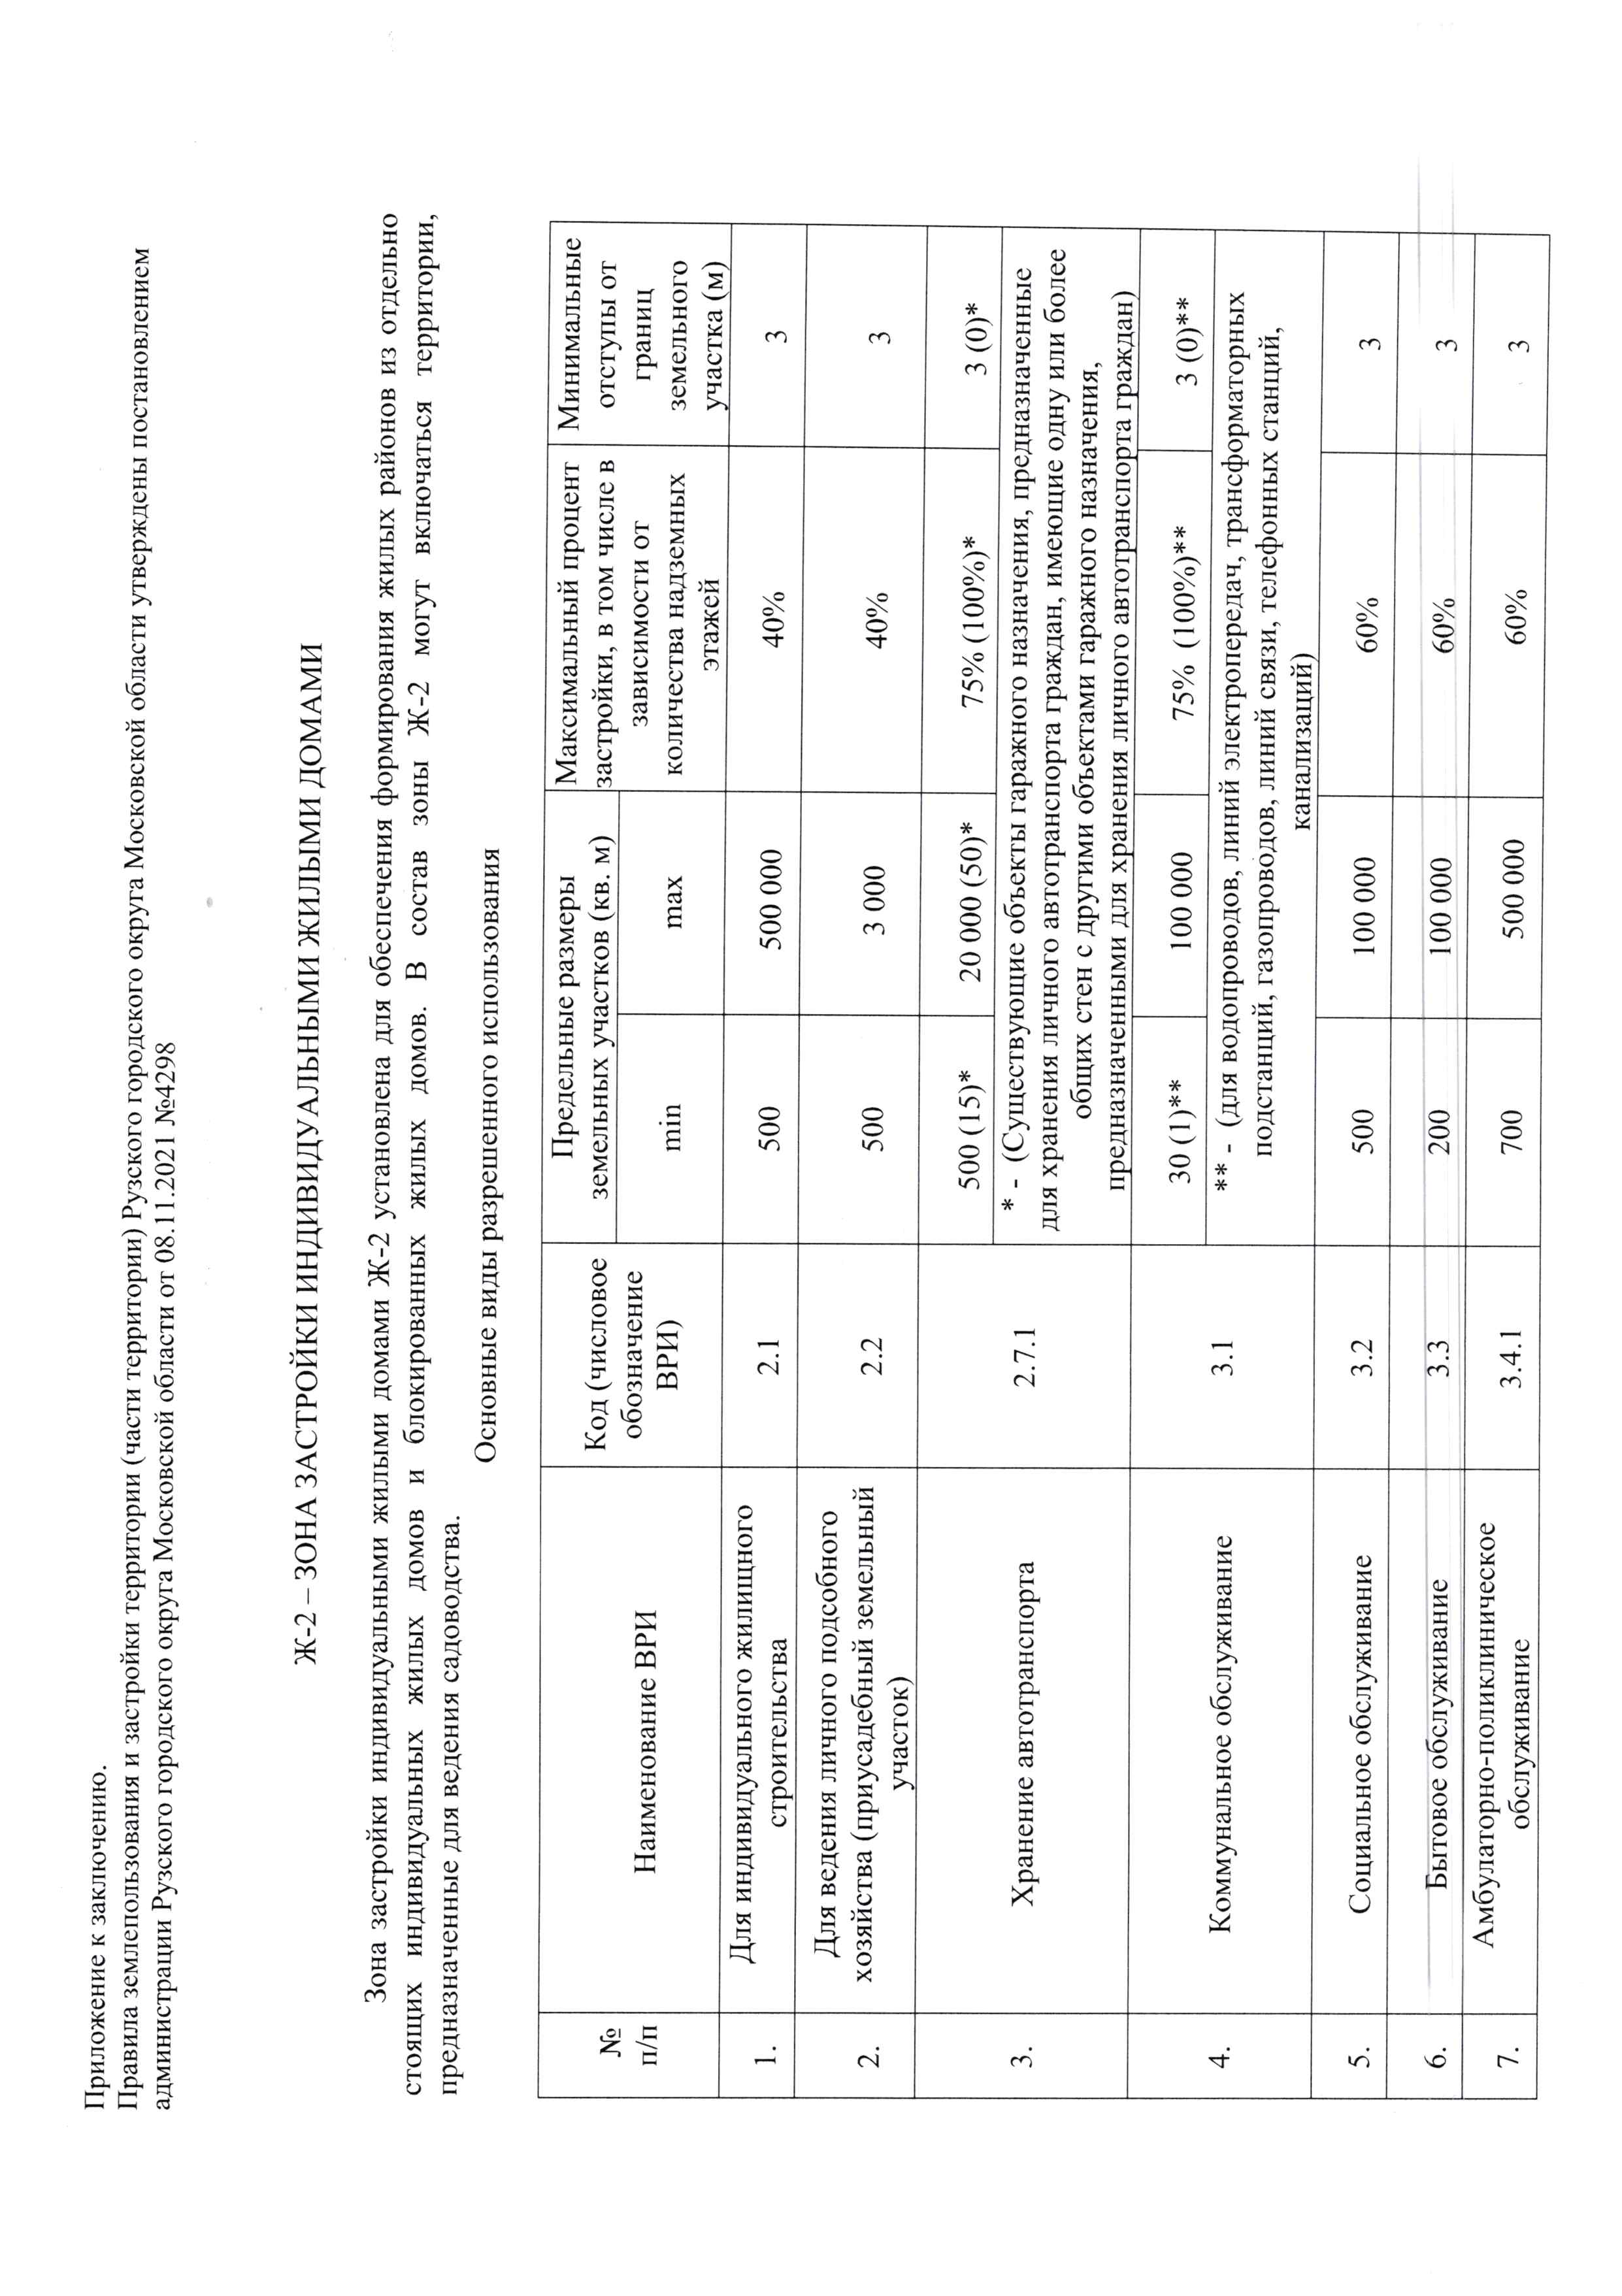 Приложение к заключению.
Правила землепользования и застройки территории (части территории) Рузского городского округа Московской области утверждены постановлением
администрации Рузского городского округа Московской области от 08.11.2021 №4298
Ж-2 – ЗОНА ЗАСТРОЙКИ ИНДИВИДУАЛЬНЫМИ ЖИЛЫМИ ДОМАМИ
Зона застройки индивидуальными жилыми домами Ж-2 установлена для обеспечения формирования жилых районов из отдельно
стоящих индивидуальных жилых домов и блокированных жилых домов. В состав зоны Ж-2 могут включаться территории,
предназначенные для ведения садоводства.
Основные виды разрешенного использования
№
п/п
Наименование ВРИ
Код (числовое
обозначение
ВРИ)
Предельные размеры
земельных участков (кв. м)
min
max
Максимальный процент
застройки, в том числе в
зависимости от
количества надземных
этажей
Минимальные
отступы от
границ
земельного
участка (м)
1.
Для индивидуального жилищного
строительства
2.1
500
500 000
40%
3
2.
Для ведения личного подсобного
хозяйства (приусадебный земельный
участок)
2.2
500
3 000
40%
3
3.
Хранение автотранспорта
2.7.1
500 (15)*
20 000 (50)*
75% (100%)*
3 (0)*
* - (Существующие объекты гаражного назначения, предназначенные
для хранения личного автотранспорта граждан, имеющие одну или более
общих стен с другими объектами гаражного назначения,
предназначенными для хранения личного автотранспорта граждан)
4.
Коммунальное обслуживание
3.1
30 (1)**
100 000
75% (100%)**
3 (0)**
** - (для водопроводов, линий электропередач, трансформаторных
подстанций, газопроводов, линий связи, телефонных станций,
канализаций)
5.
Социальное обслуживание
3.2
500
100 000
60%
3
6.
Бытовое обслуживание
3.3
200
100 000
60%
3
7.
Амбулаторно-поликлиническое
обслуживание
3.4.1
700
500 000
60%
3